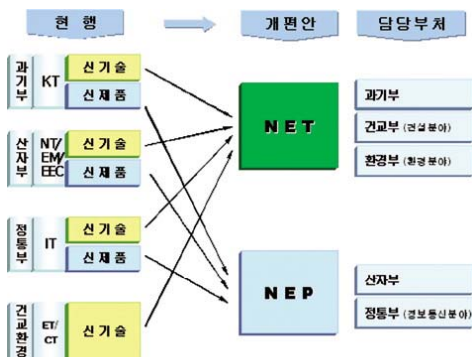 현 행
개 편 안
담 당 부 처
과기부
KT
신 기 술
신 제 품
산자부
NT/
EM/
EEC
신 기 술
신 제 품
정통부
IT
신 기 술
신 제 품
건교환경
ET/
CT
신 기 술
NET
NEP
과기부
건교부 (건설분야)
환경부 (환경분야)
산자부
정통부 (정보통신분야)